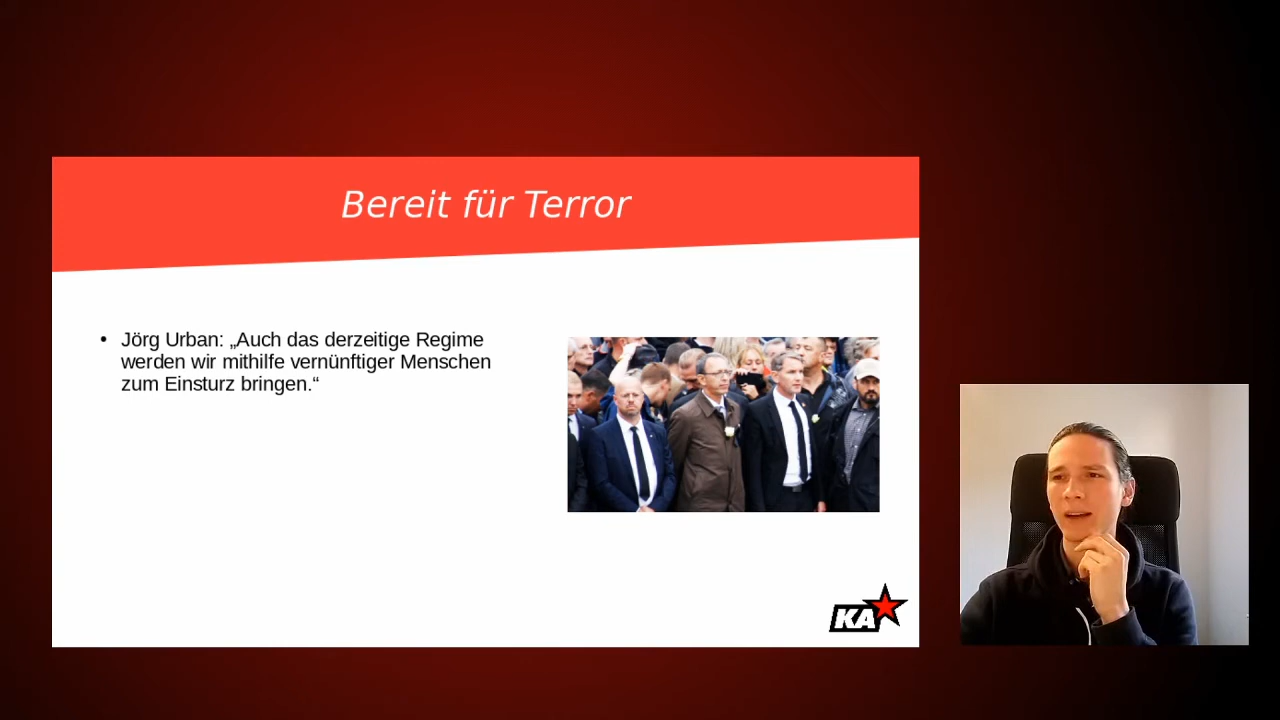 Bereit für Terror
• Jörg Urban: „Auch das derzeitige Regime
werden wir mithilfe vernünftiger Menschen
zum Einsturz bringen.“
KA